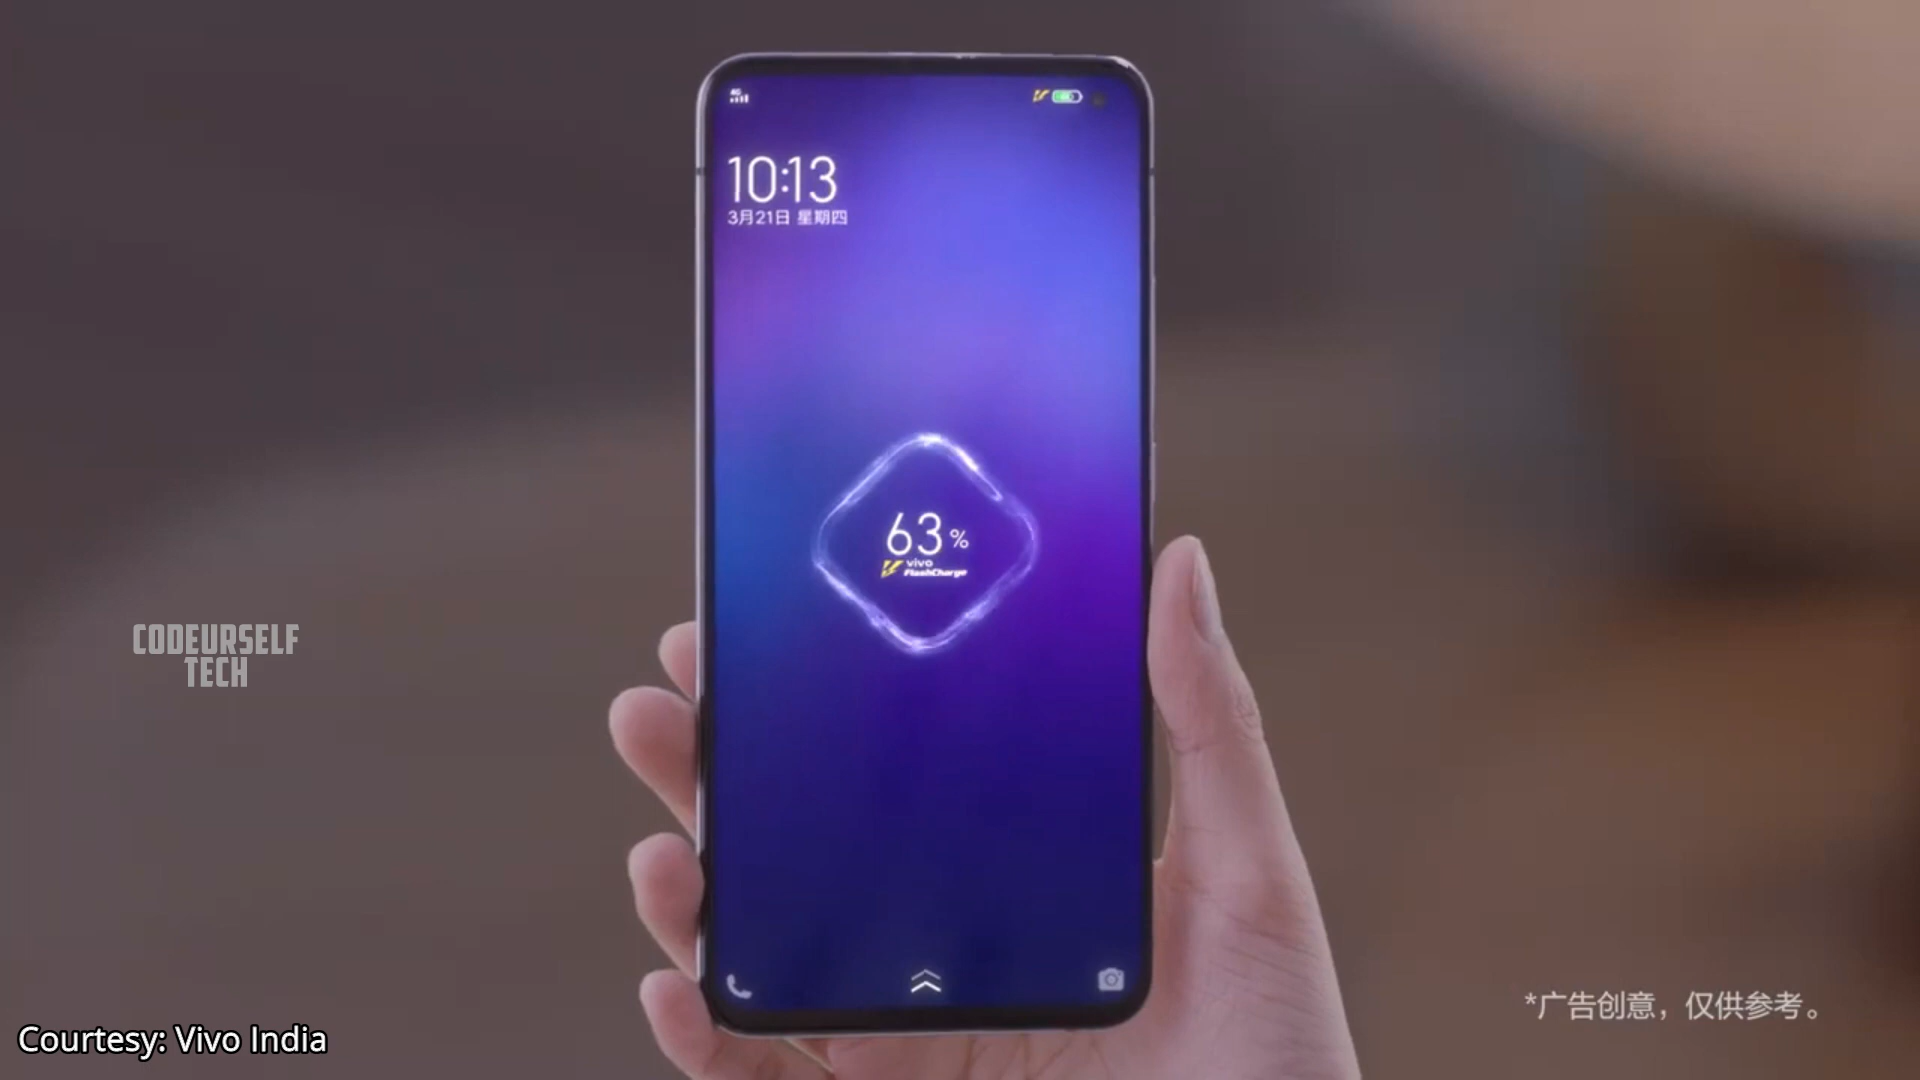 4G
10:13
3月21日 星期四
63%
vivo
FlashCharge
CODEURSELF
TECH
*广告创意，仅供参考。
Courtesy: Vivo India